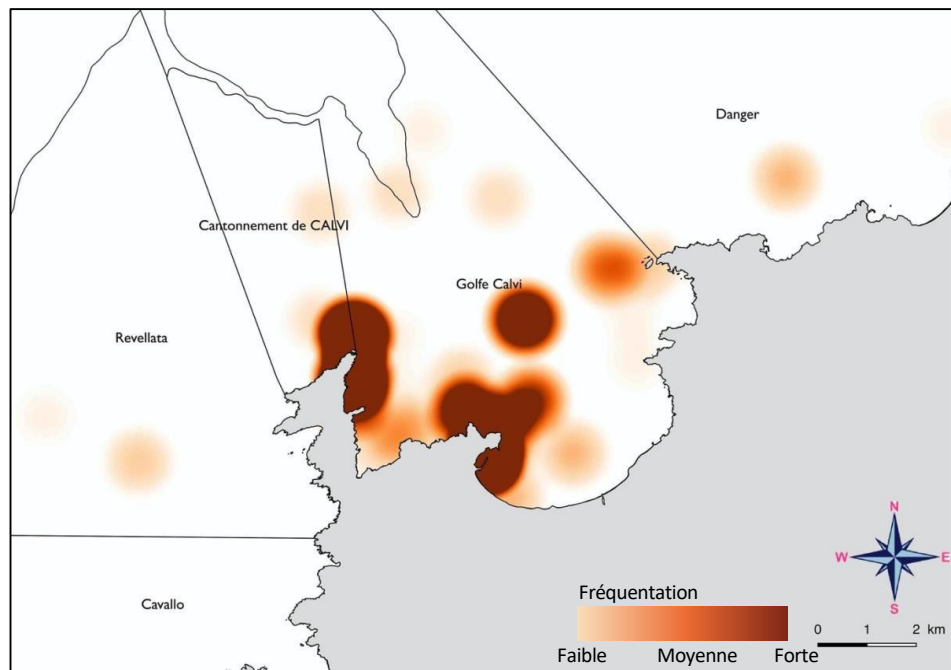 Danger
Cantonnement de CALVI
Golfe Calvi
Revellata
Cavallo
N
W
E
S
Fréquentation
Faible Moyenne Forte
0 1 2 km